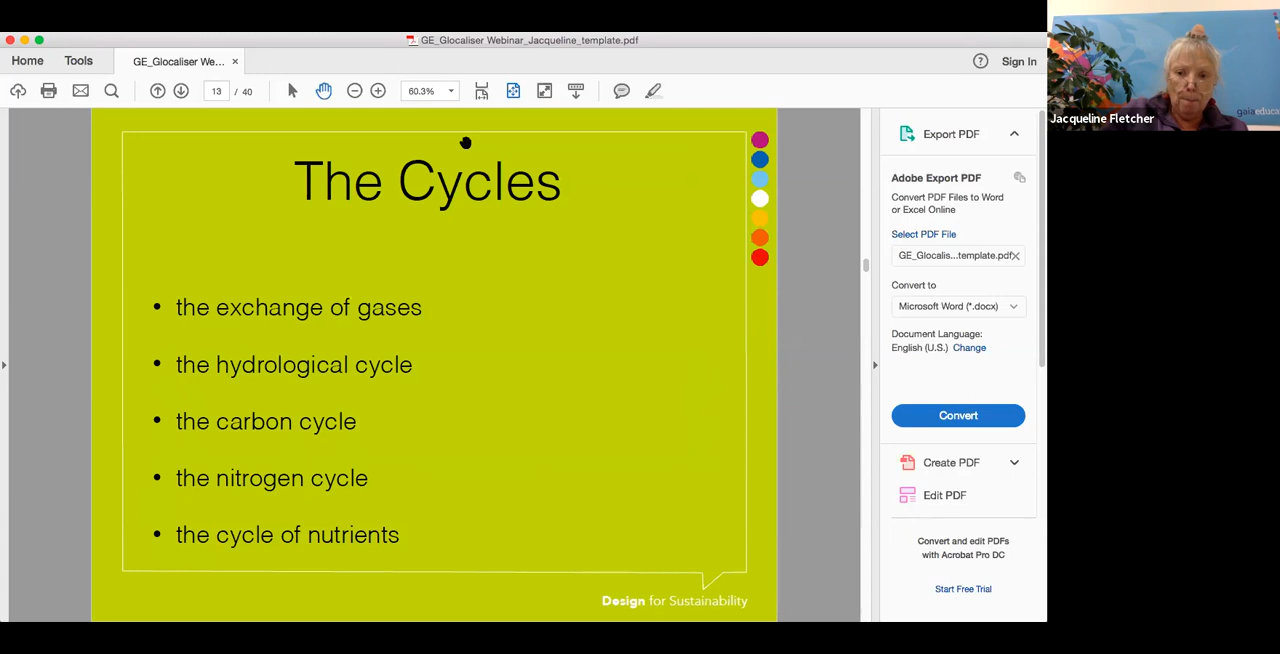 GE_Glocaliser Webinar_Jacqueline_template.pdf
Home
Tools
GE_Glocaliser We...
Sign In
13 / 40
60.3%
The Cycles
• the exchange of gases
• the hydrological cycle
• the carbon cycle
• the nitrogen cycle
• the cycle of nutrients
Design for Sustainability
Export PDF
Adobe Export PDF
Convert PDF Files to Word
or Excel Online
Select PDF File
GE_Glocalis...template.pdf
Convert to
Microsoft Word (*.docx)
Document Language:
English (U.S.) Change
Convert
Create PDF
Edit PDF
Convert and edit PDFs
with Acrobat Pro DC
Start Free Trial
gaiaeduca
Jacqueline Fletcher